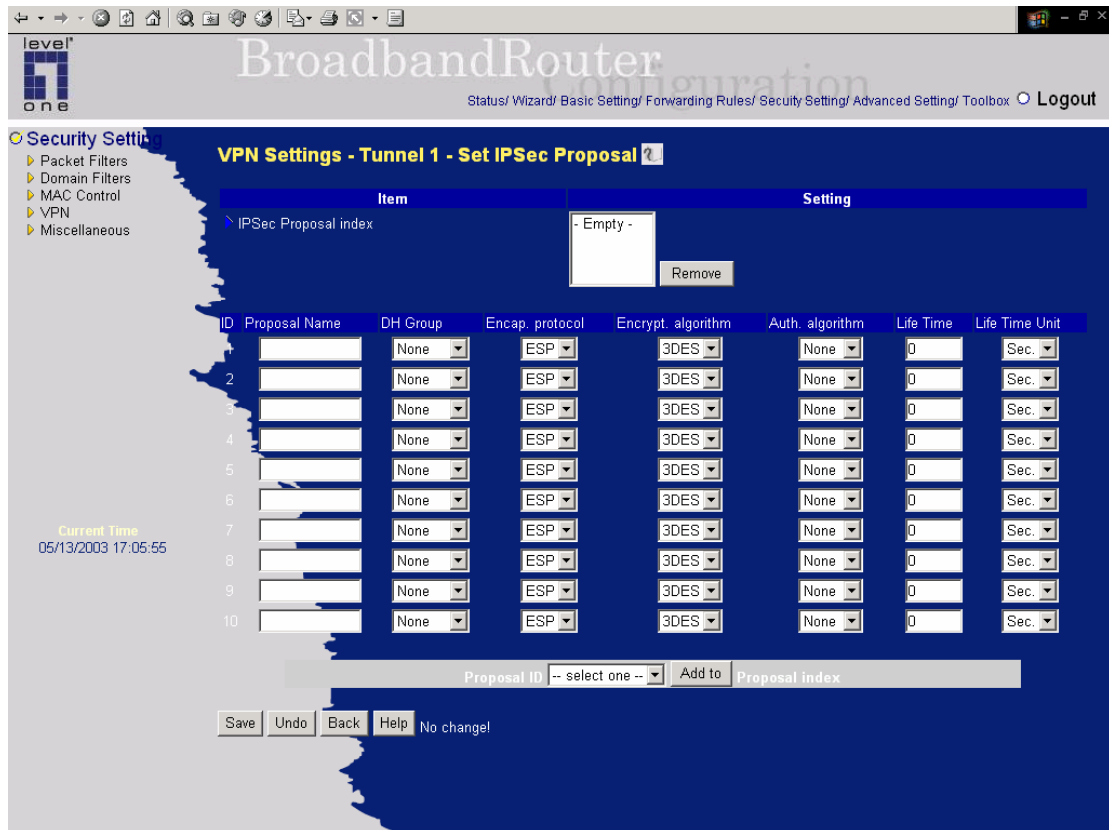 level one
BroadbandRouter
Configuration
Status/ Wizard/ Basic Setting/ Forwarding Rules/ Secuity Setting/ Advanced Setting/ Toolbox Logout
Security Setting
Packet Filters
Domain Filters
MAC Control
VPN
Miscellaneous
Current Time
05/13/2003 17:05:55
VPN Settings - Tunnel 1 - Set IPSec Proposal
Item Setting
IPSec Proposal index - Empty - Remove
ID Proposal Name DH Group Encap. protocol Encrypt. algorithm Auth. algorithm Life Time Life Time Unit
1 None ESP 3DES None 0 Sec.
2 None ESP 3DES None 0 Sec.
3 None ESP 3DES None 0 Sec.
4 None ESP 3DES None 0 Sec.
5 None ESP 3DES None 0 Sec.
6 None ESP 3DES None 0 Sec.
7 None ESP 3DES None 0 Sec.
8 None ESP 3DES None 0 Sec.
9 None ESP 3DES None 0 Sec.
10 None ESP 3DES None 0 Sec.
Proposal ID -- select one -- Add to Proposal index
Save Undo Back Help No change!